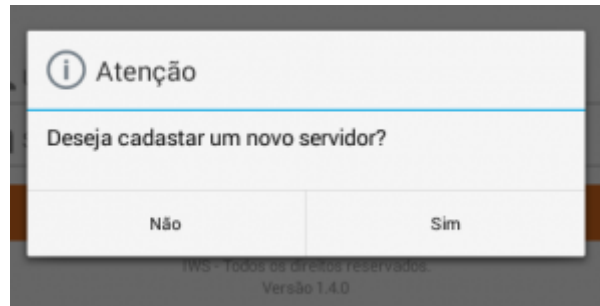 Atenção
Deseja cadastar um novo servidor?
Não
Sim
IWS - Todos os direitos reservados.
Versão 1.4.0